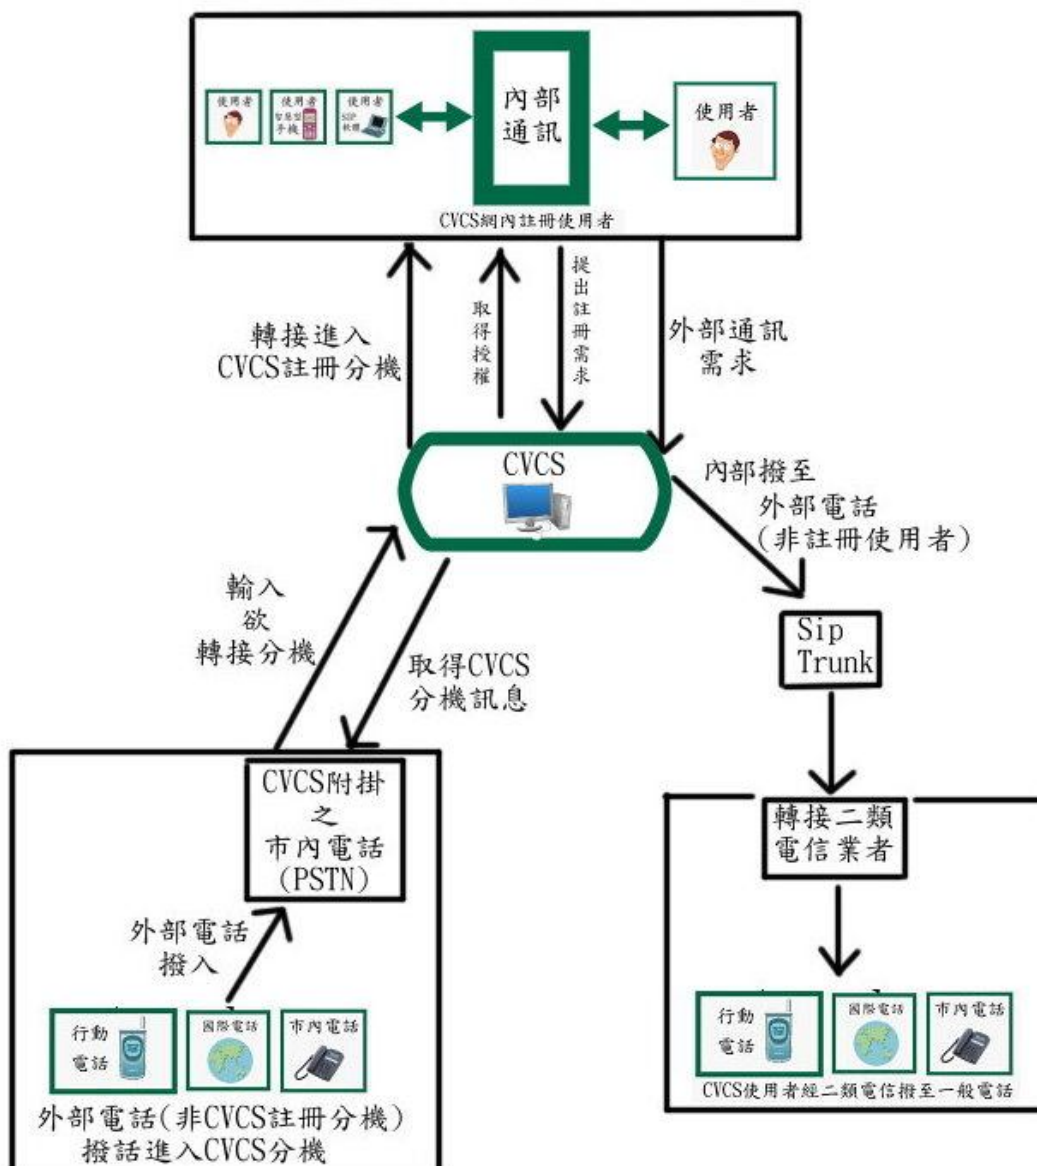 使用者
使用者
智慧型
手機
使用者
SIP
軟體
內部
通訊
使用者
CVCS網內註冊使用者
轉接進入
CVCS註冊分機
取得授權
提出註冊需求
外部通訊
需求
CVCS
內部撥至
外部電話
(非註冊使用者)
輸入
欲
轉接分機
取得CVCS
分機訊息
Sip
Trunk
CVCS附掛
之
市內電話
(PSTN)
轉接二類
電信業者
外部電話
撥入
行動
電話
國際電話
市內電話
外部電話(非CVCS註冊分機)
撥話進入CVCS分機
行動
電話
國際電話
市內電話
CVCS使用者經二類電信撥至一般電話